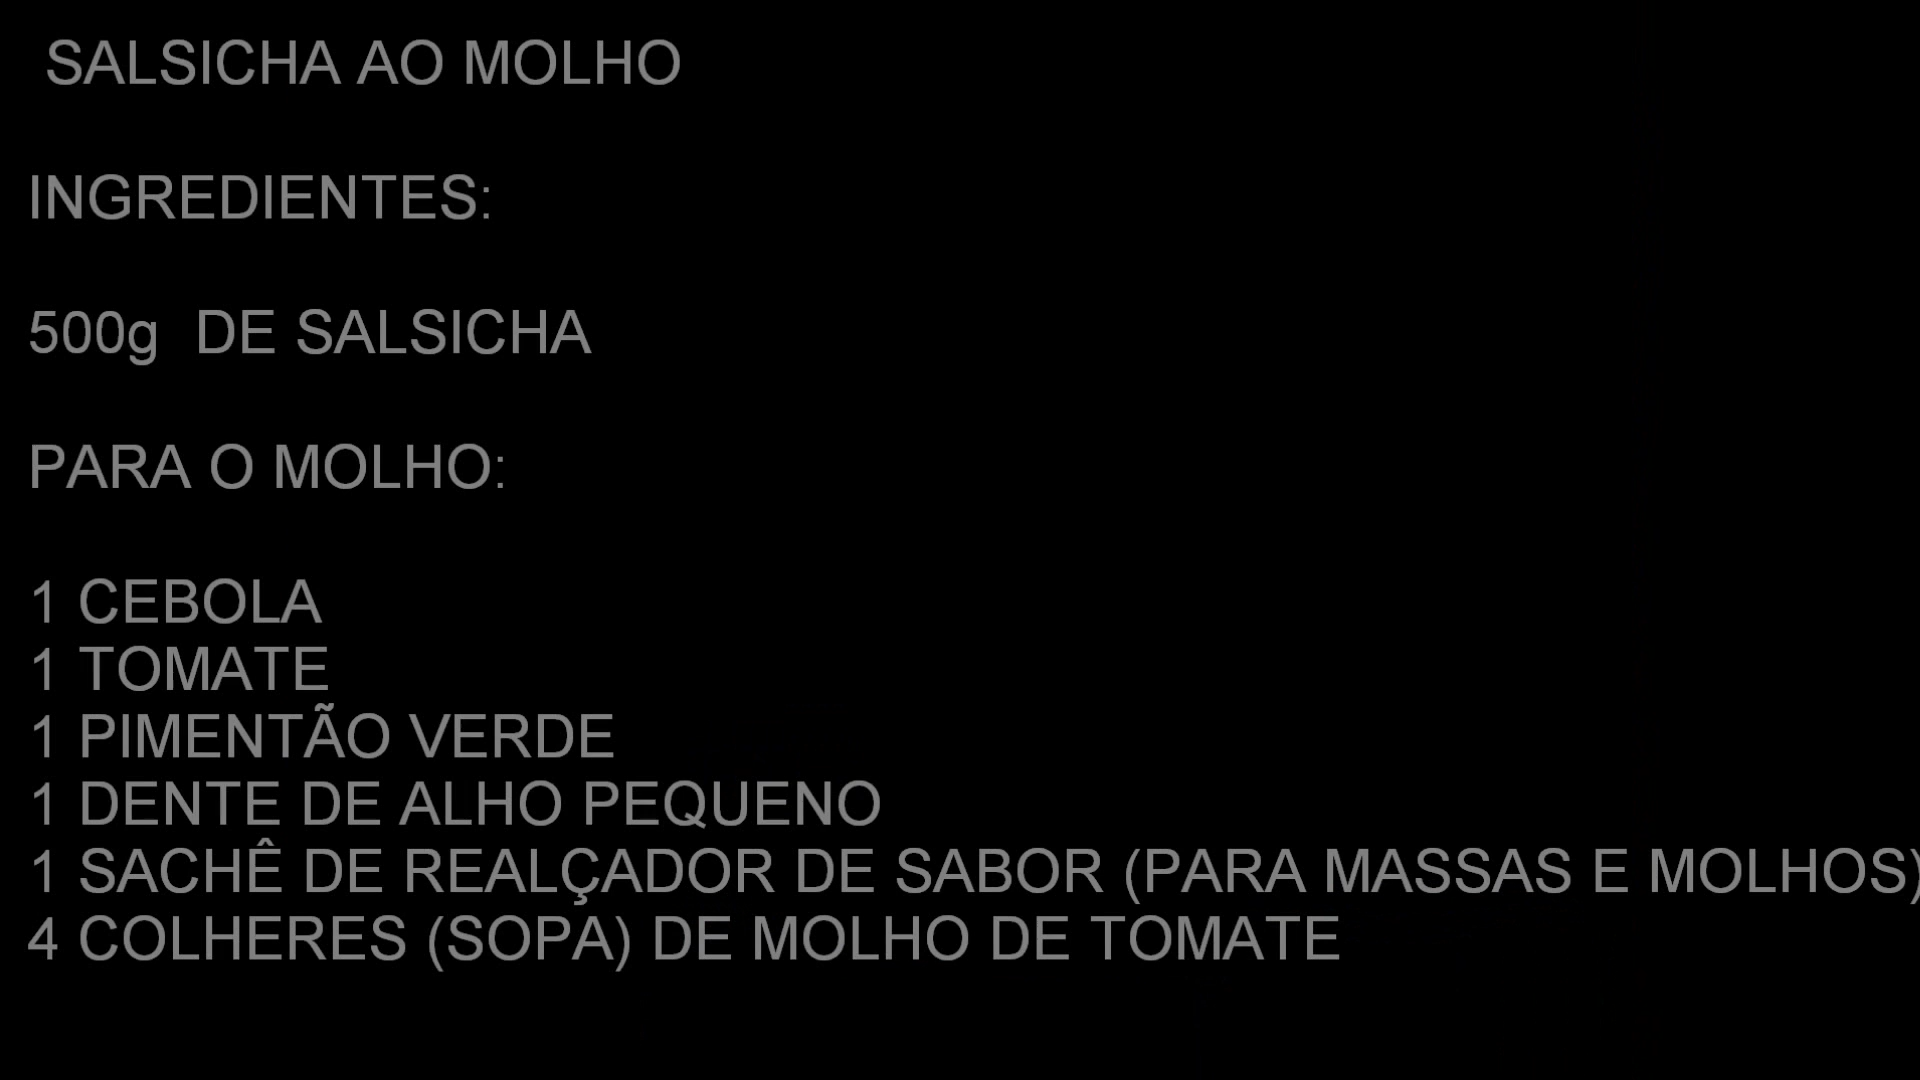 SALSICHA AO MOLHO
INGREDIENTES:
500g DE SALSICHA
PARA O MOLHO:
1 CEBOLA
1 TOMATE
1 PIMENTÃO VERDE
1 DENTE DE ALHO PEQUENO
1 SACHÊ DE REALÇADOR DE SABOR (PARA MASSAS E MOLHOS)
4 COLHERES (SOPA) DE MOLHO DE TOMATE